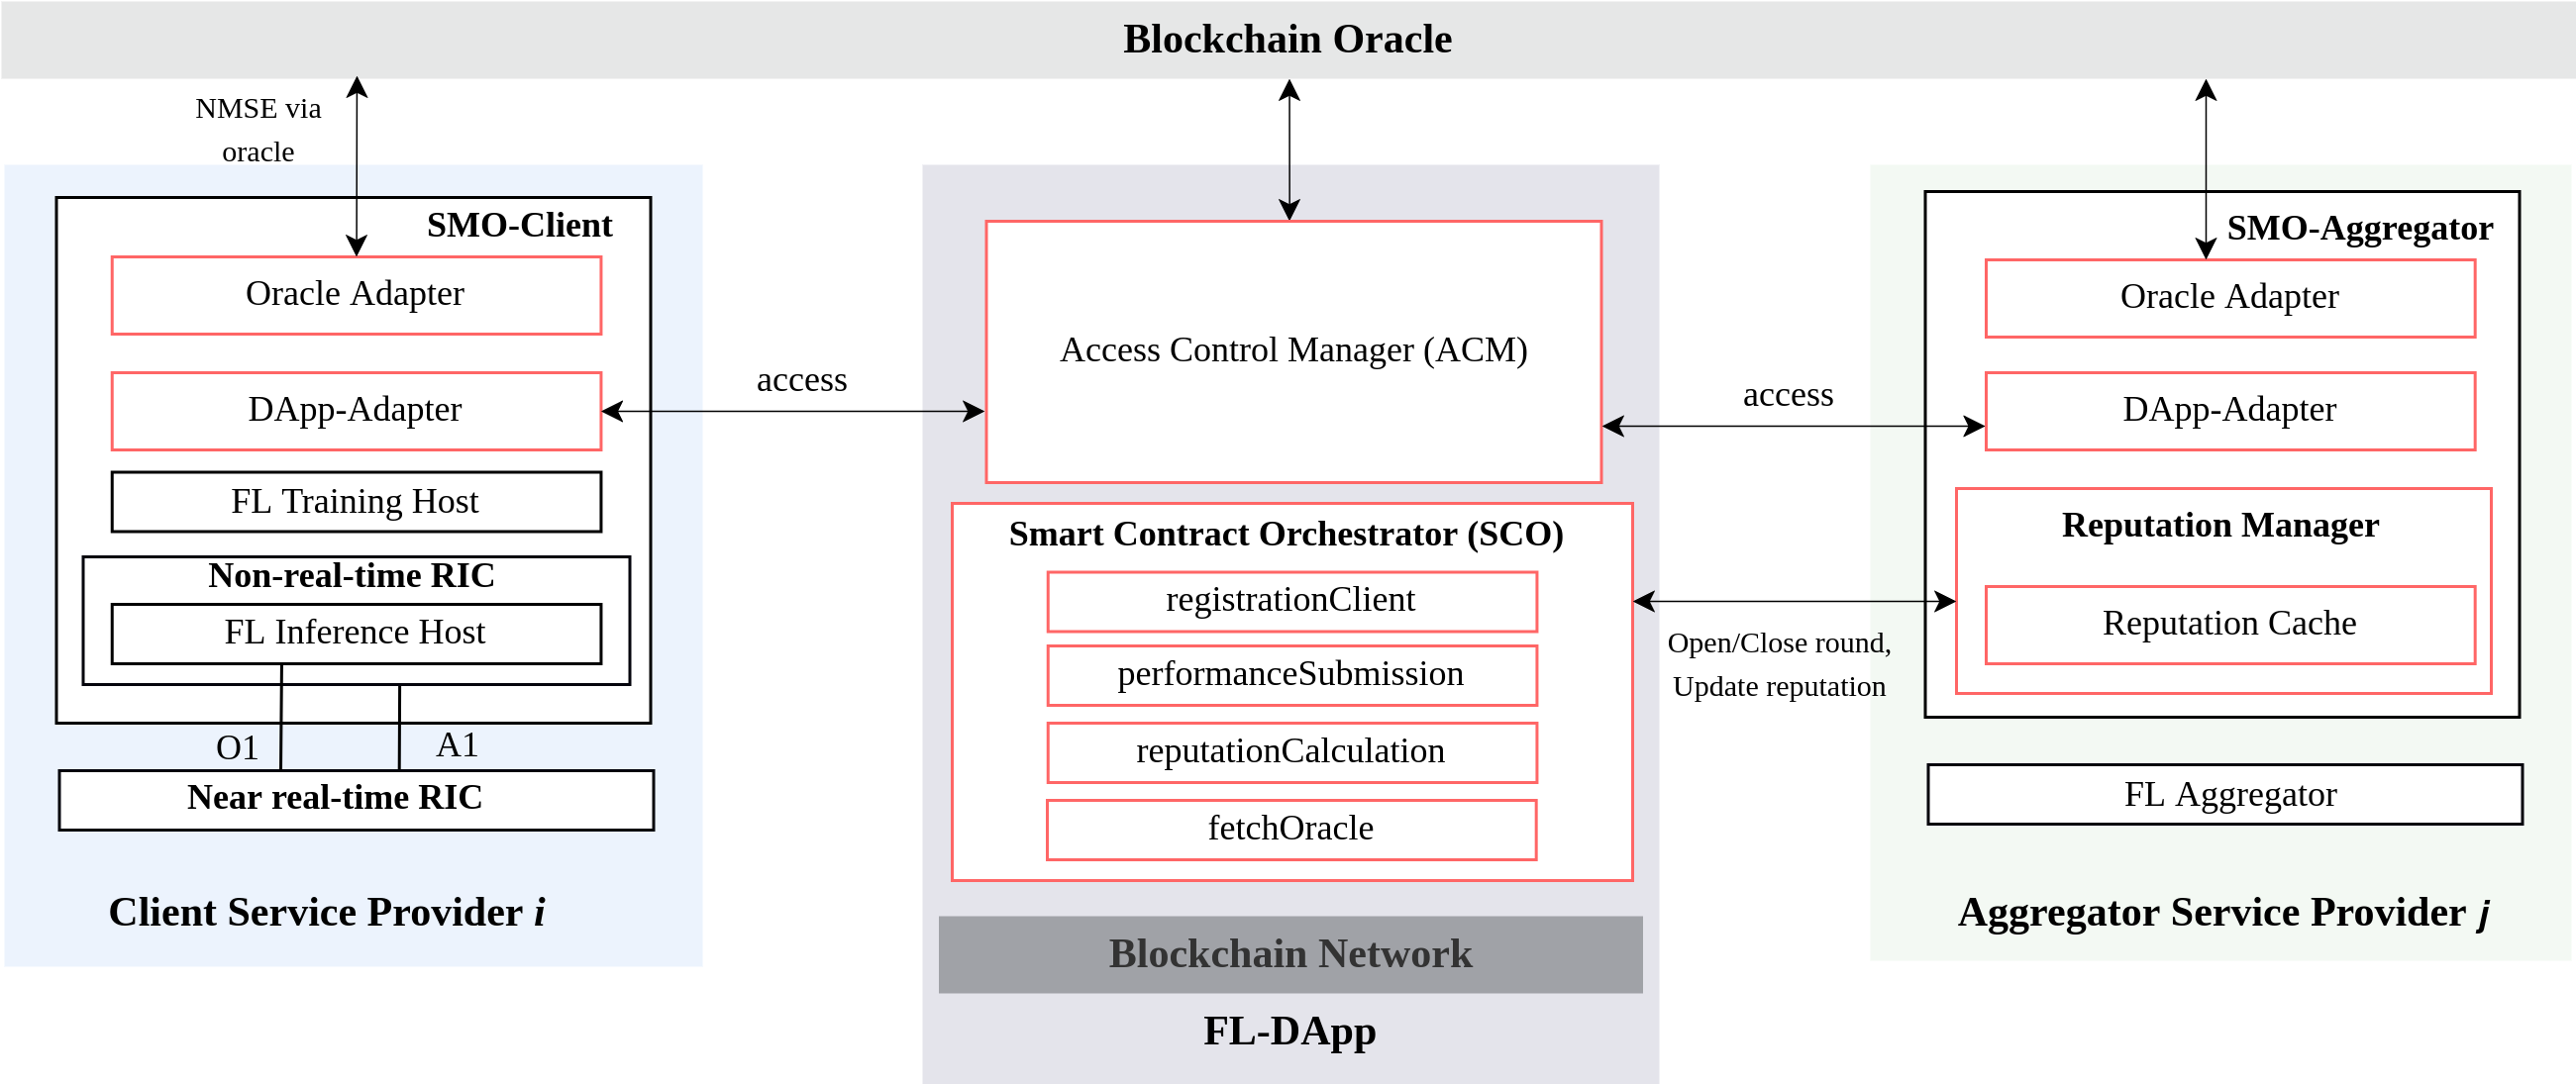 Blockchain Oracle
NMSE via
oracle
SMO-Client
Oracle Adapter
DApp-Adapter
FL Training Host
Non-real-time RIC
FL Inference Host
O1
A1
Near real-time RIC
Client Service Provider i
access
Access Control Manager (ACM)
Smart Contract Orchestrator (SCO)
registrationClient
performanceSubmission
reputationCalculation
fetchOracle
Blockchain Network
FL-DApp
access
Open/Close round,
Update reputation
SMO-Aggregator
Oracle Adapter
DApp-Adapter
Reputation Manager
Reputation Cache
FL Aggregator
Aggregator Service Provider j